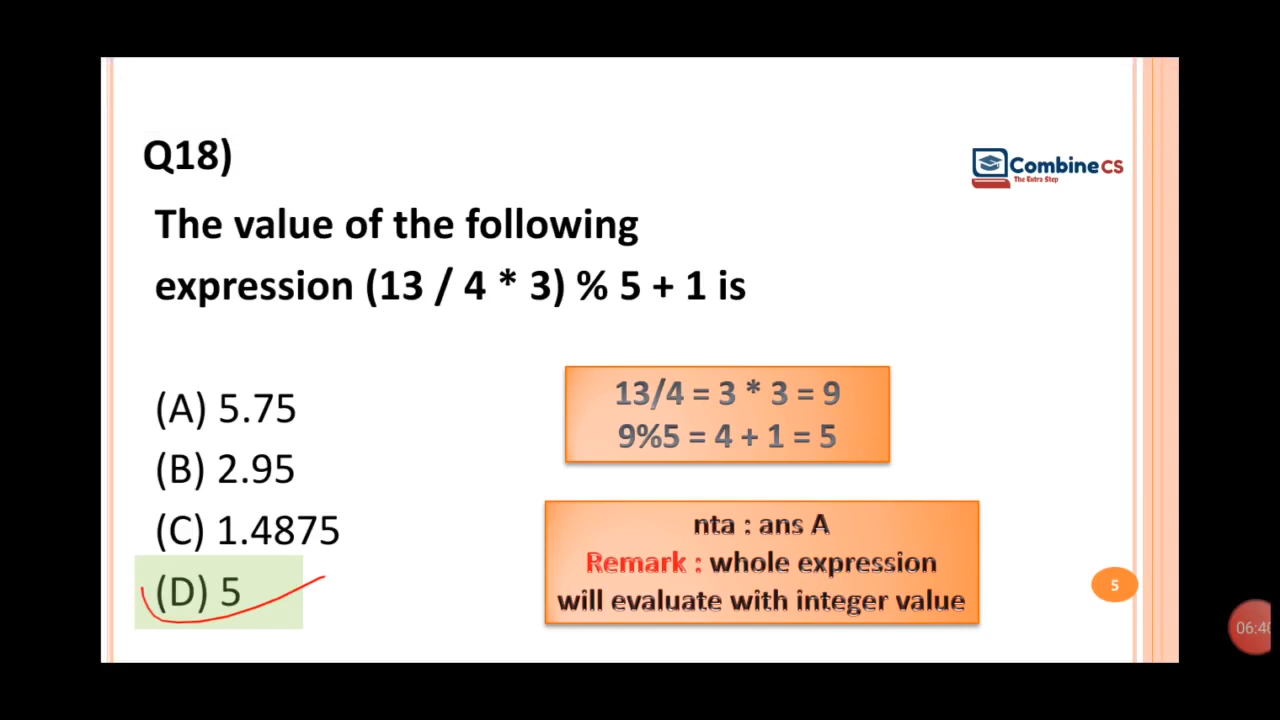 Q18)
CombineCS
The Extra Step
The value of the following
expression (13 / 4 * 3) % 5 + 1 is
(A) 5.75
(B) 2.95
(C) 1.4875
(D) 5
13/4 = 3 * 3 = 9
9%5 = 4 + 1 = 5
nta : ans A
Remark : whole expression
will evaluate with integer value
5
06:40